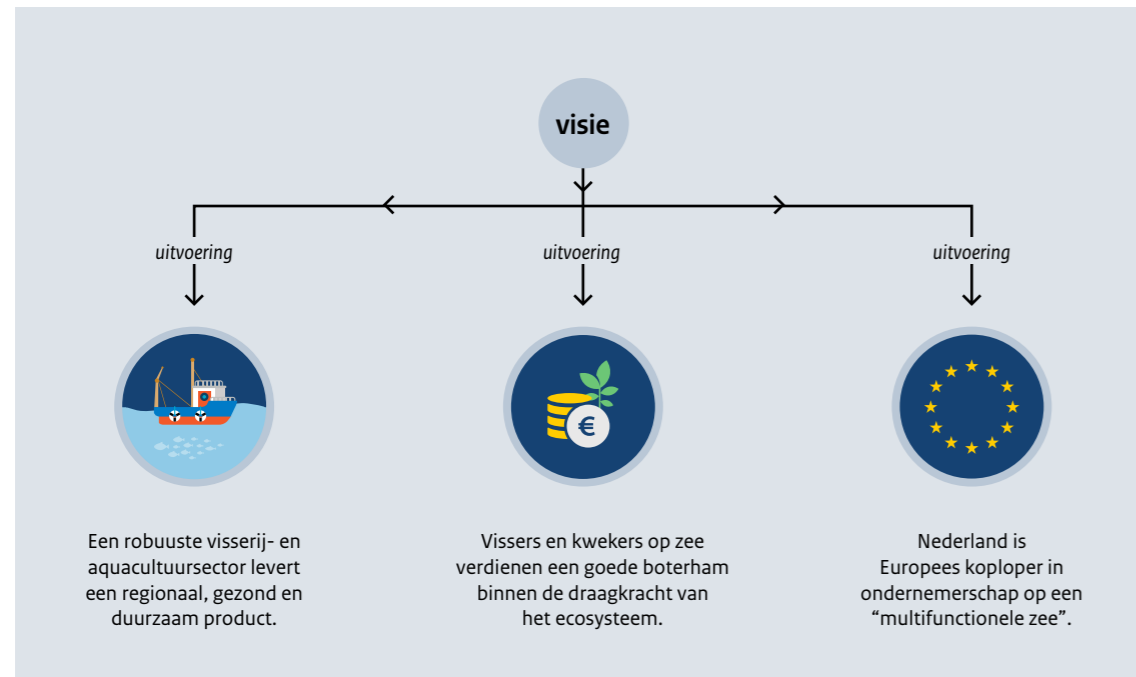 visie
uitvoering
uitvoering
uitvoering
€
Een robuuste visserij- en
aquacultuursector levert
een regionaal, gezond en
duurzaam product.
Vissers en kwekers op zee
verdienen een goede boterham
binnen de draagkracht van
het ecosysteem.
Nederland is
Europees koploper in
ondernemerschap op een
“multifunctionele zee”.